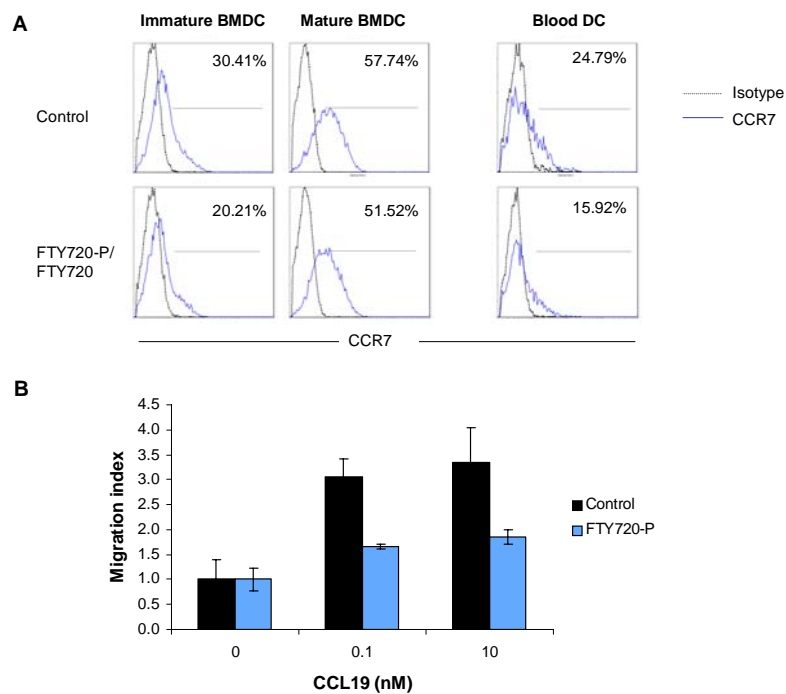 A
Immature BMDC Mature BMDC Blood DC
Control
30.41% 57.74% 24.79%
Isotype
CCR7
FTY720-P/
FTY720
20.21% 51.52% 15.92%
CCR7
B
Migration index
4.5
4.0
3.5
3.0
2.5
2.0
1.5
1.0
0.5
0.0
0 0.1 10
CCL19 (nM)
Control
FTY720-P